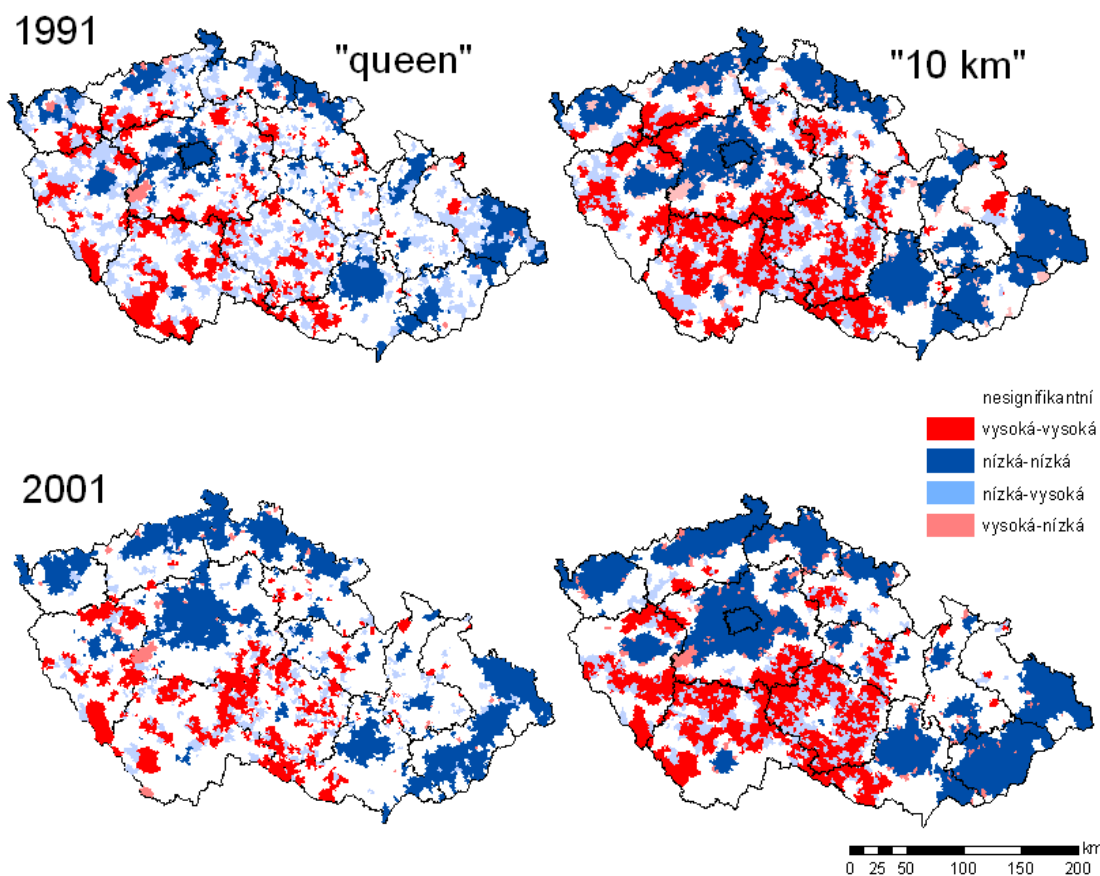 1991
"queen"
"10 km"
nesignifikantní
vysoká-vysoká
nízká-nízká
nízká-vysoká
vysoká-nízká
2001
km
0 25 50 100 150 200